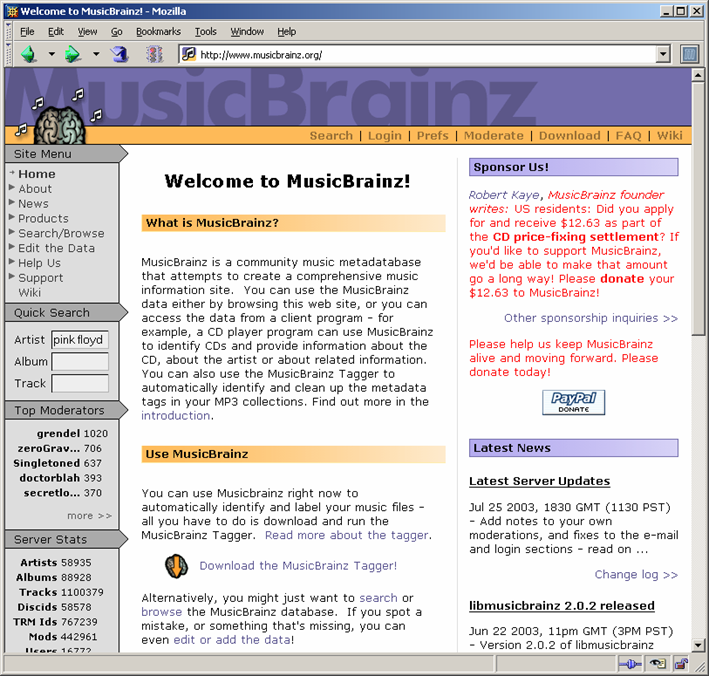 Welcome to MusicBrainz! - Mozilla
File Edit View Go Bookmarks Tools Window Help
http://www.musicbrainz.org/
MusicBrainz
Search | Login | Prefs | Moderate | Download | FAQ | Wiki
Site Menu
Home
About
News
Products
Search/Browse
Edit the Data
Help Us
Support
Wiki
Quick Search
Artist pink floyd
Album
Track
Top Moderators
grendel 1020
zeroGrav... 706
Singletoned 637
doctorblah 393
secretlo... 370
more >>
Server Stats
Artists 58935
Albums 88928
Tracks 1100379
Discids 58578
TRM Ids 767239
Mods 442961
Users 16772
Welcome to MusicBrainz!
What is MusicBrainz?
MusicBrainz is a community music metadatabase
that attempts to create a comprehensive music
information site. You can use the MusicBrainz
data either by browsing this web site, or you can
access the data from a client program - for
example, a CD player program can use MusicBrainz
to identify CDs and provide information about the
CD, about the artist or about related information.
You can also use the MusicBrainz Tagger to
automatically identify and clean up the metadata
tags in your MP3 collections. Find out more in the
introduction.
Use MusicBrainz
You can use Musicbrainz right now to
automatically identify and label your music files -
all you have to do is download and run the
MusicBrainz Tagger. Read more about the tagger.
Download the MusicBrainz Tagger!
Alternatively, you might just want to search or
browse the MusicBrainz database. If you spot a
mistake, or something that's missing, you can
even edit or add the data!
Sponsor Us!
Robert Kaye, MusicBrainz founder
writes: US residents: Did you apply
for and receive $12.63 as part of
the CD price-fixing settlement? If
you'd like to support MusicBrainz,
we'd be able to make that amount
go a long way! Please donate your
$12.63 to MusicBrainz!
Other sponsorship inquiries >>
Please help us keep MusicBrainz
alive and moving forward. Please
donate today!
PayPal
DONATE
Latest News
Latest Server Updates
Jul 25 2003, 1830 GMT (1130 PST)
- Add notes to your own
moderations, and fixes to the e-mail
and login sections - read on ...
Change log >>
libmusicbrainz 2.0.2 released
Jun 22 2003, 11pm GMT (3PM PST)
- Version 2.0.2 of libmusicbrainz